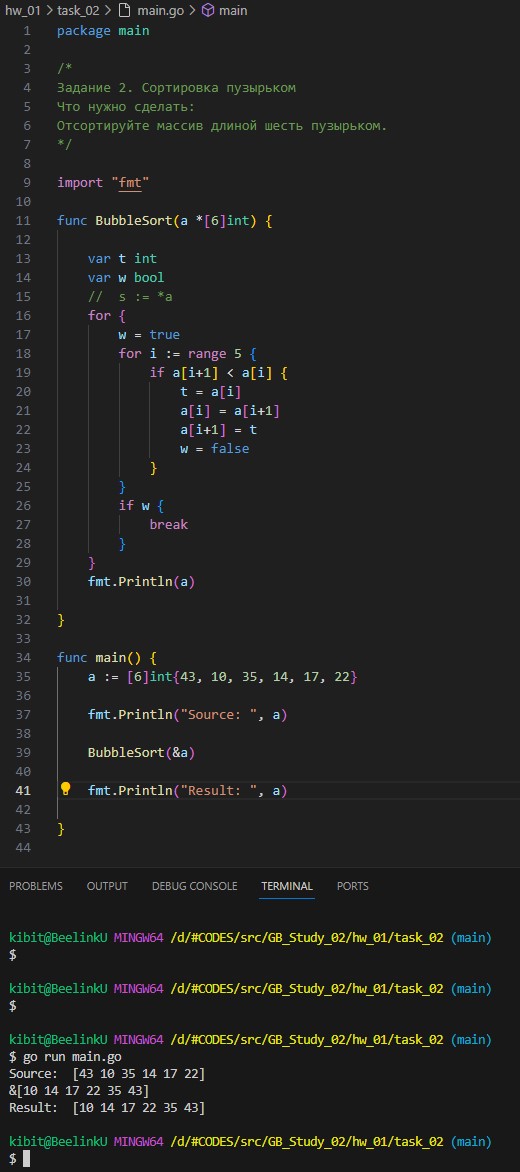 hw_01 > task_02 > main.go > main
1 package main
2
3 /*
4 Задание 2. Сортировка пузырьком
5 Что нужно сделать:
6 Отсортируйте массив длиной шесть пузырьком.
7 */
8
9 import "fmt"
10
11 func BubbleSort(a *[6]int) {
12
13     var t int
14     var w bool
15     //  s := *a
16     for {
17         w = true
18         for i := range 5 {
19             if a[i+1] < a[i] {
20                 t = a[i]
21                 a[i] = a[i+1]
22                 a[i+1] = t
23                 w = false
24             }
25         }
26         if w {
27             break
28         }
29     }
30     fmt.Println(a)
31
32 }
33
34 func main() {
35     a := [6]int{43, 10, 35, 14, 17, 22}
36
37     fmt.Println("Source: ", a)
38
39     BubbleSort(&a)
40
41     fmt.Println("Result: ", a)
42
43 }
44
PROBLEMS OUTPUT DEBUG CONSOLE TERMINAL PORTS
kibit@BeelinkU MINGW64 /d/#CODES/src/GB_Study_02/hw_01/task_02 (main)
$
kibit@BeelinkU MINGW64 /d/#CODES/src/GB_Study_02/hw_01/task_02 (main)
$
kibit@BeelinkU MINGW64 /d/#CODES/src/GB_Study_02/hw_01/task_02 (main)
$ go run main.go
Source:  [43 10 35 14 17 22]
&[10 14 17 22 35 43]
Result:  [10 14 17 22 35 43]
kibit@BeelinkU MINGW64 /d/#CODES/src/GB_Study_02/hw_01/task_02 (main)
$